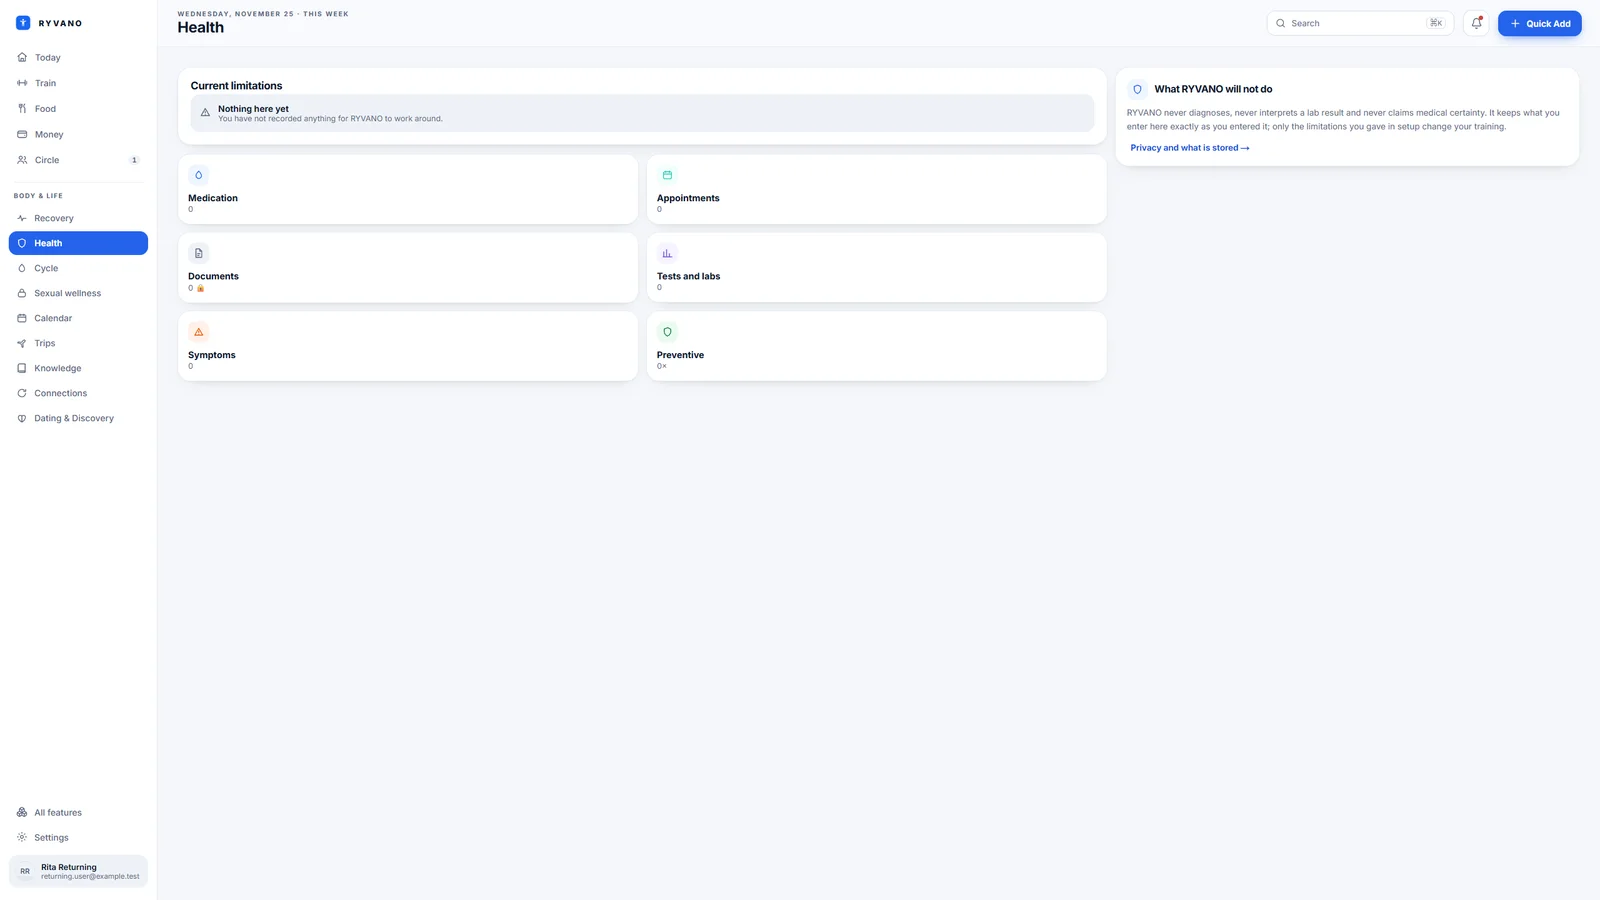 RYVANO
Today
Train
Food
Money
Circle 1
BODY & LIFE
Recovery
Health
Cycle
Sexual wellness
Calendar
Trips
Knowledge
Connections
Dating & Discovery
All features
Settings
RR
Rita Returning
returning.user@example.test
WEDNESDAY, NOVEMBER 25 · THIS WEEK
Health
Search ⌘K
+ Quick Add
Current limitations
Nothing here yet
You have not recorded anything for RYVANO to work around.
Medication
0
Appointments
0
Documents
0 🔒
Tests and labs
0
Symptoms
0
Preventive
0×
What RYVANO will not do
RYVANO never diagnoses, never interprets a lab result and never claims medical certainty. It keeps what you
enter here exactly as you entered it; only the limitations you gave in setup change your training.
Privacy and what is stored →